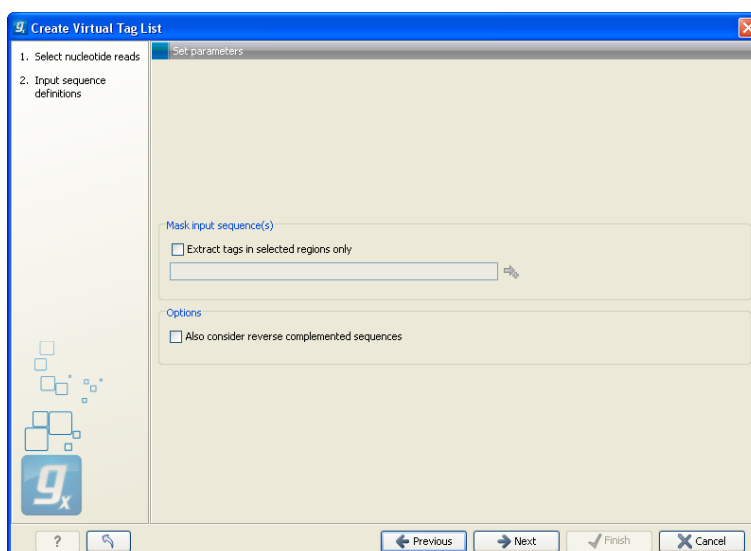 Create Virtual Tag List
1. Select nucleotide reads
2. Input sequence
definitions
Set parameters
Mask input sequence(s)
Extract tags in selected regions only
Options
Also consider reverse complemented sequences
gx
?
Previous
Next
Finish
Cancel